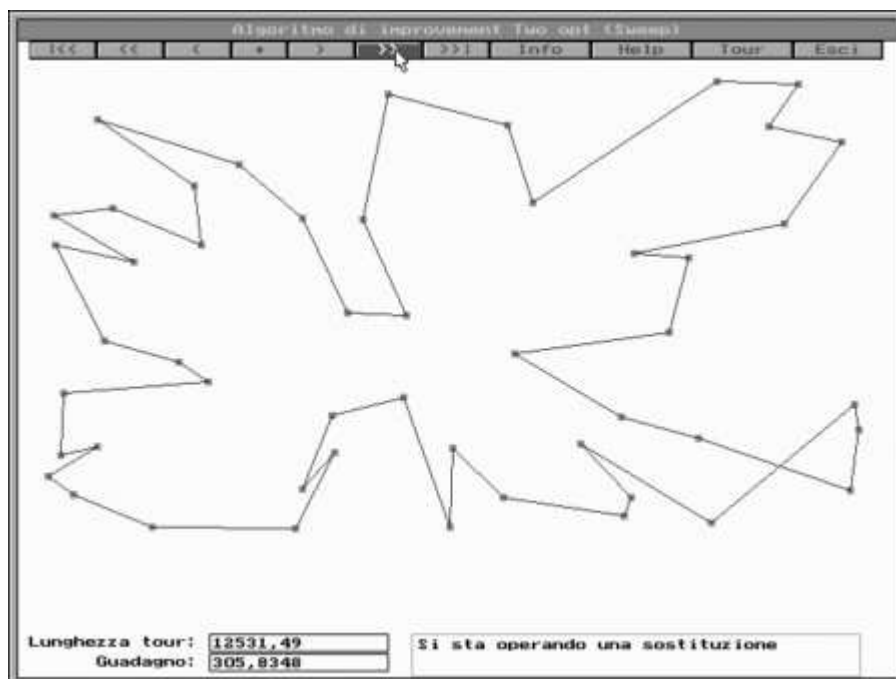 Algoritmo di improvement Two opt (Sweep)
|<< << < * > >> >>| Info Help Tour Esci
Lunghezza tour: 12531,49
Guadagno: 305,8348
Si sta operando una sostituzione